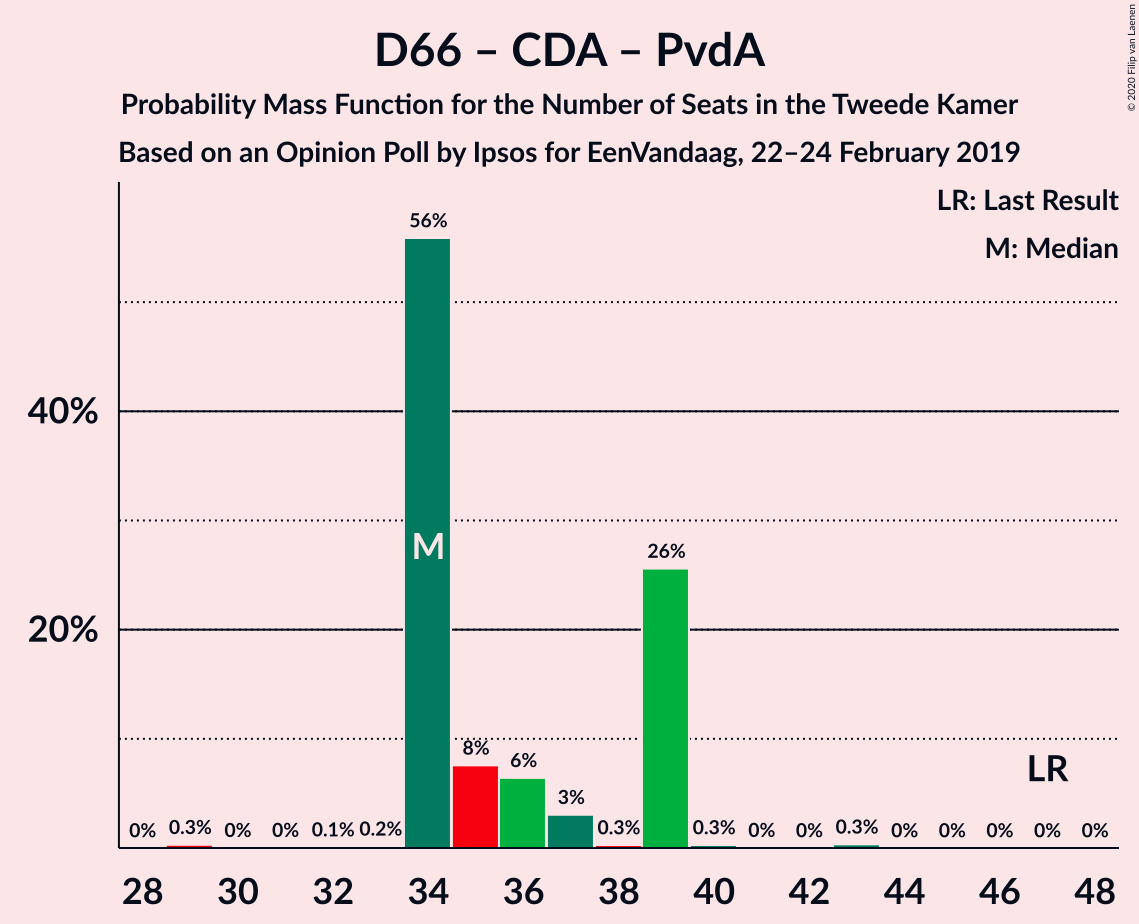 © 2020 Filip van Laenen
D66 – CDA – PvdA
Probability Mass Function for the Number of Seats in the Tweede Kamer
Based on an Opinion Poll by Ipsos for EenVandaag, 22–24 February 2019
LR: Last Result
M: Median
56%
40%
M
26%
20%
8%
6%
LR
3%
0% 0.3% 0% 0% 0.1% 0.2% 0.3% 0.3% 0% 0% 0.3% 0% 0% 0% 0% 0%
28 30 32 34 36 38 40 42 44 46 48